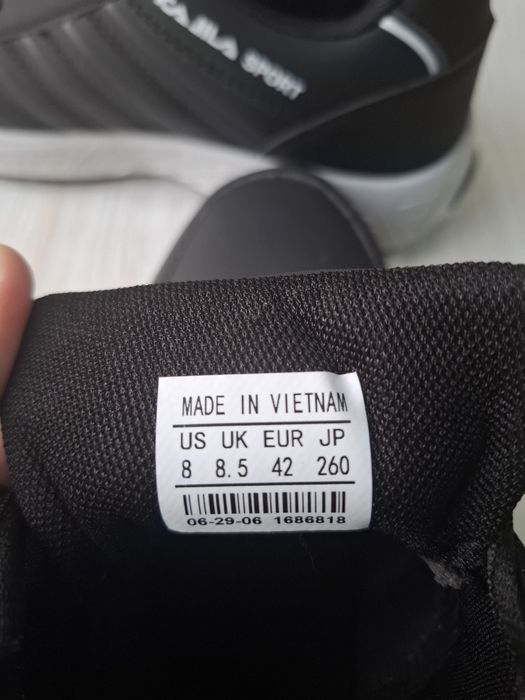 SPORT
MADE IN VIETNAM
US UK EUR JP
8 8.5 42 260
06-29-06 1686818